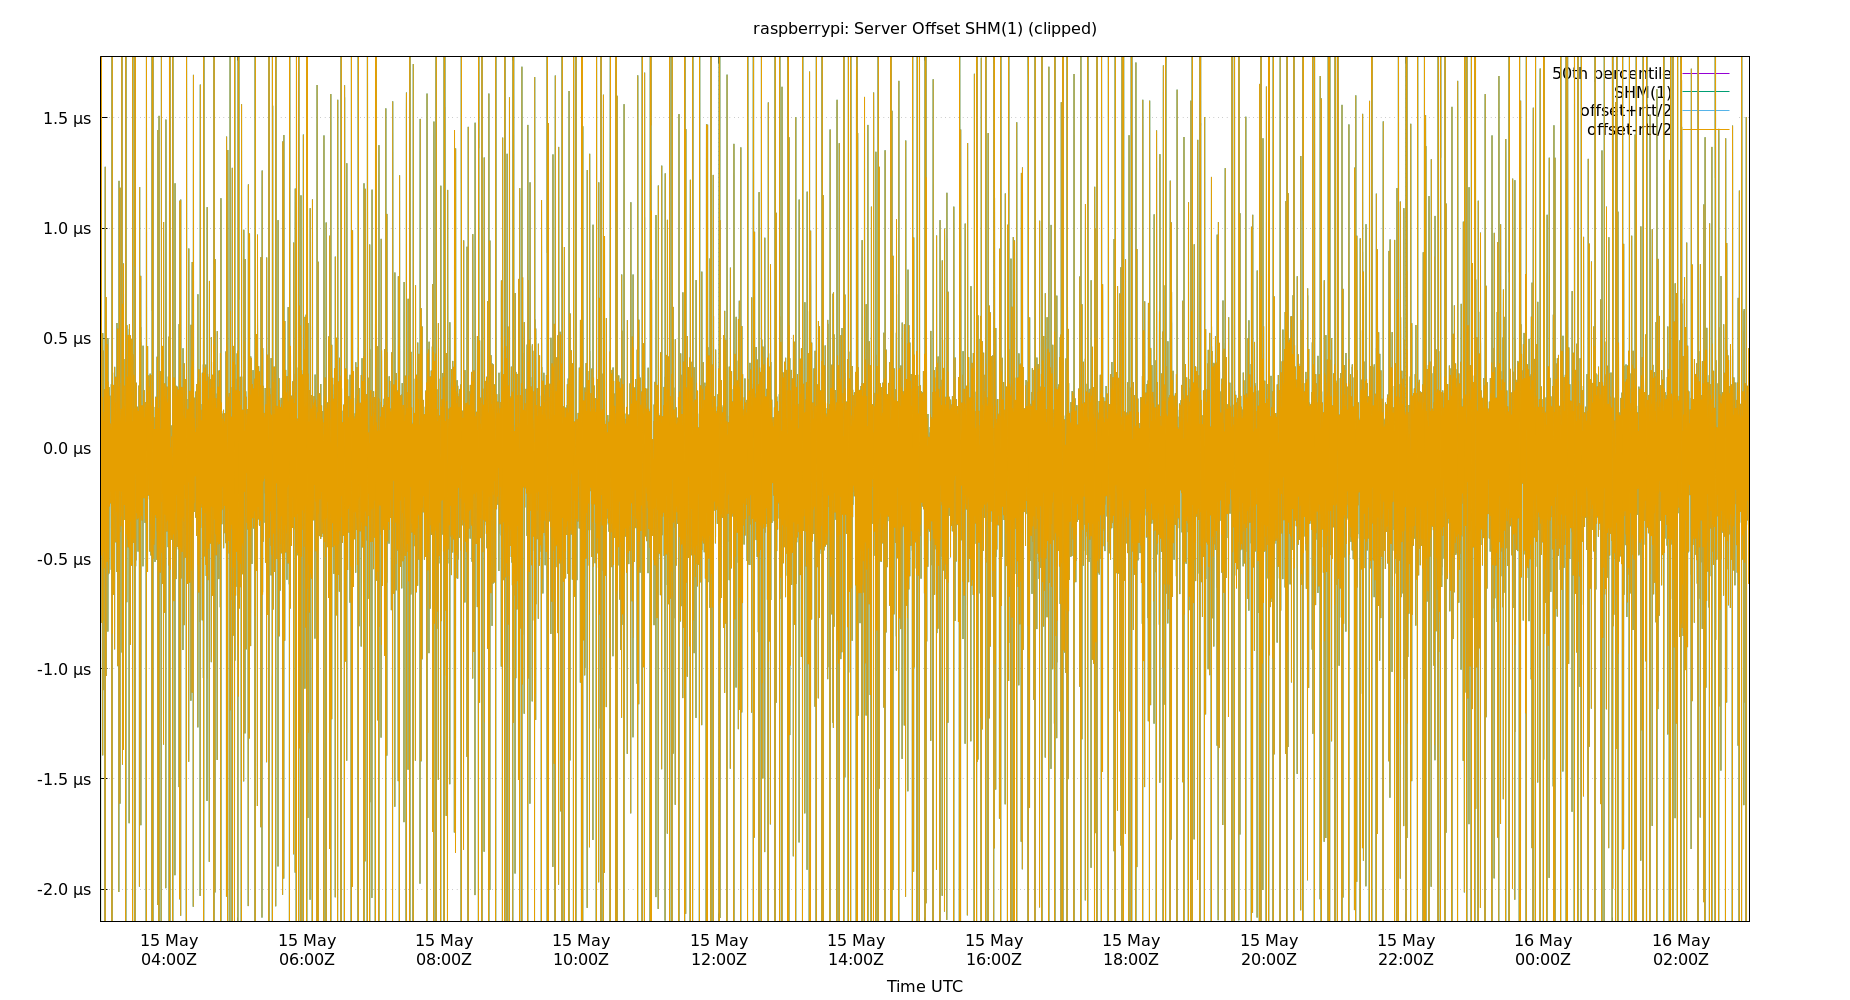 raspberrypi: Server Offset SHM(1) (clipped)
50th percentile
SHM(1)
offset+rtt/2
offset-rtt/2
1.5 µs
1.0 µs
0.5 µs
0.0 µs
-0.5 µs
-1.0 µs
-1.5 µs
-2.0 µs
15 May 15 May 15 May 15 May 15 May 15 May 15 May 15 May 15 May 15 May 16 May 16 May
04:00Z 06:00Z 08:00Z 10:00Z 12:00Z 14:00Z 16:00Z 18:00Z 20:00Z 22:00Z 00:00Z 02:00Z
Time UTC